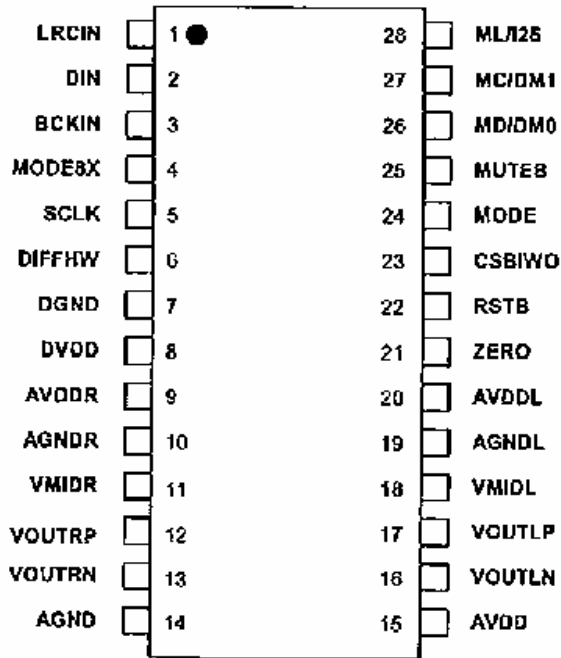 LRCIN 1 28 ML/I2S
DIN 2 27 MC/DM1
BCKIN 3 26 MD/DM0
MODE8X 4 25 MUTEB
SCLK 5 24 MODE
DIFFHW 6 23 CSBIWO
DGND 7 22 RSTB
DVDD 8 21 ZERO
AVDDR 9 20 AVDDL
AGNDR 10 19 AGNDL
VMIDR 11 18 VMIDL
VOUTRP 12 17 VOUTLP
VOUTRN 13 16 VOUTLN
AGND 14 15 AVDD